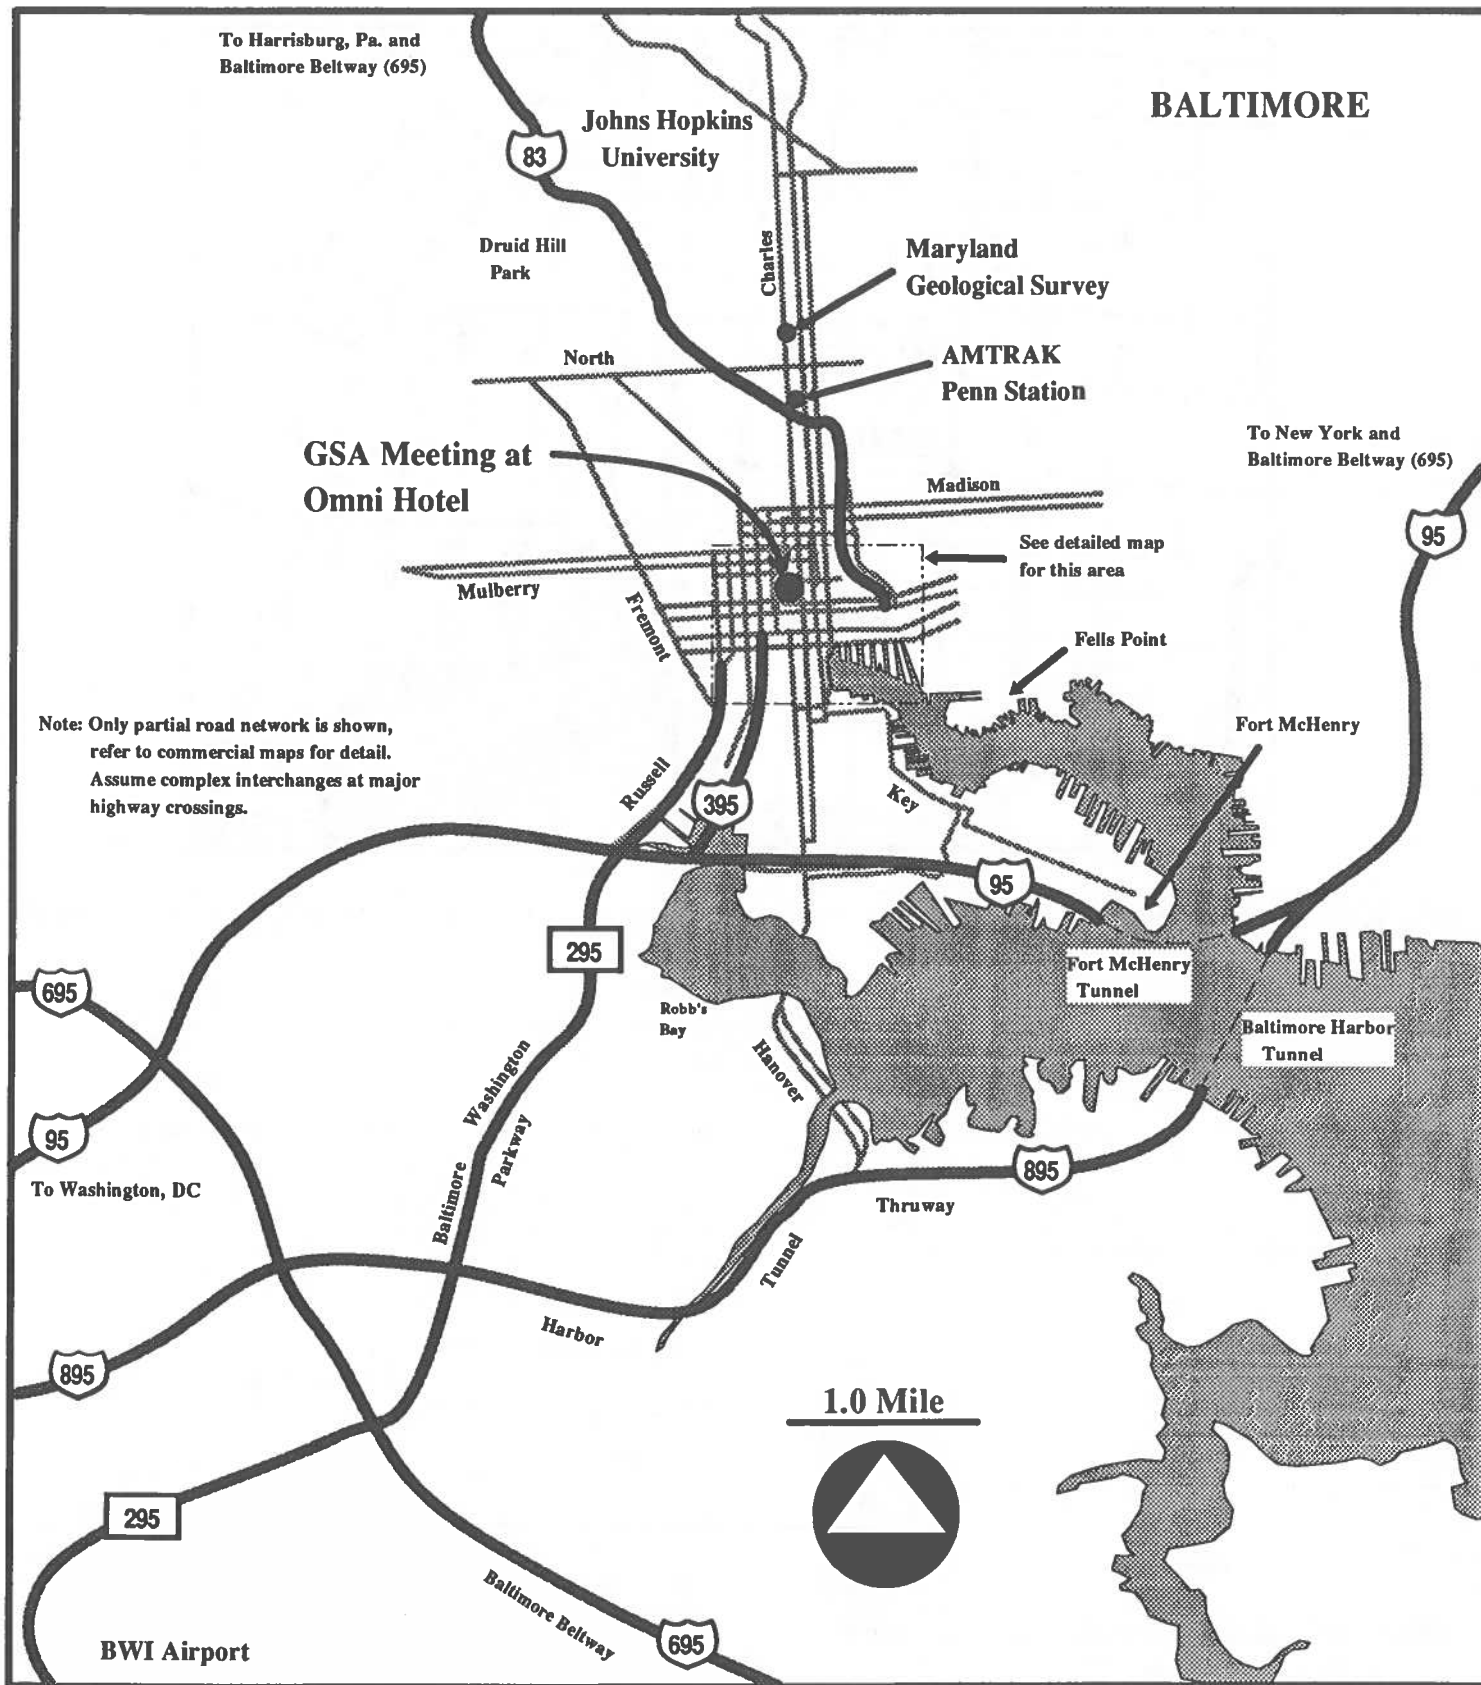 To Harrisburg, Pa. and
Baltimore Beltway (695)
BALTIMORE
Johns Hopkins
University
83
Druid Hill
Park
Charles
Maryland
Geological Survey
North
AMTRAK
Penn Station
GSA Meeting at
Omni Hotel
To New York and
Baltimore Beltway (695)
Madison
95
See detailed map
for this area
Mulberry
Fremont
Fells Point
Note: Only partial road network is shown,
refer to commercial maps for detail.
Assume complex interchanges at major
highway crossings.
Fort McHenry
Russell
395
Key
95
295
Fort McHenry
Tunnel
695
Robb's
Bay
Baltimore Harbor
Tunnel
Hanover
Baltimore Washington
Parkway
95
To Washington, DC
895
Thruway
Tunnel
Harbor
895
1.0 Mile
295
Baltimore Beltway
695
BWI Airport